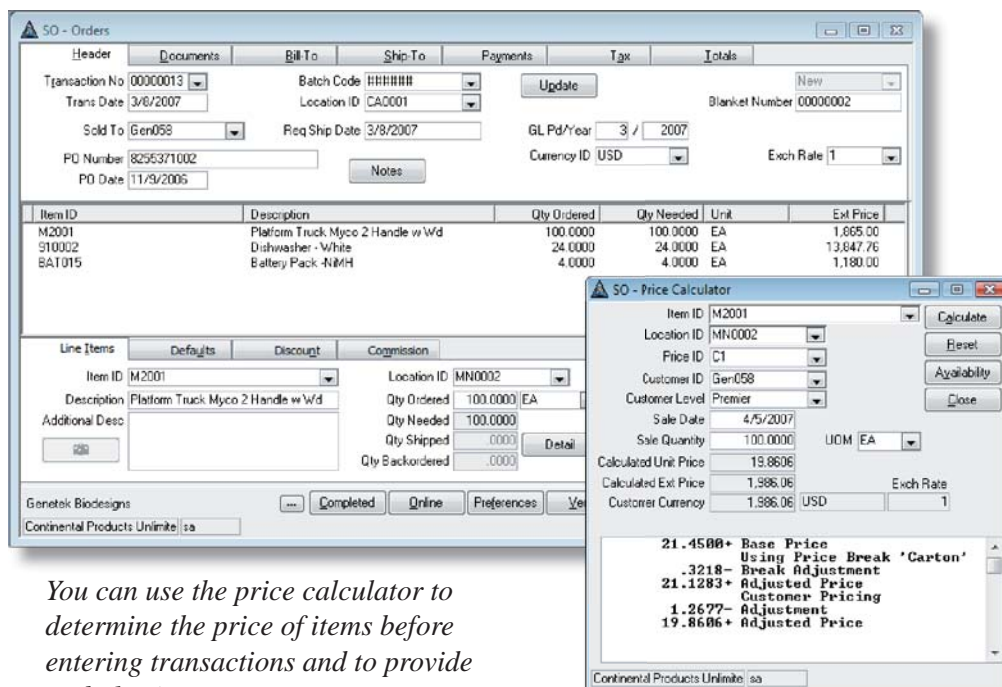 SO - Orders
Header Documents Bill-To Ship-To Payments Tax Totals
Transaction No 00000013 Batch Code ###### Update New
Trans Date 3/8/2007 Location ID CA0001 Blanket Number 00000002
Sold To Gen058 Req Ship Date 3/8/2007 GL Pd/Year 3 / 2007
PO Number 8255371002 Notes Currency ID USD Exch Rate 1
PO Date 11/9/2006
Item ID Description Qty Ordered Qty Needed Unit Ext Price
M2001 Platform Truck Myco 2 Handle w Wd 100.0000 100.0000 EA 1,865.00
910002 Dishwasher - White 24.0000 24.0000 EA 13,847.76
BAT015 Battery Pack -NiMH 4.0000 4.0000 EA 1,180.00
Line Items Defaults Discount Commission
Item ID M2001 Location ID MN0002
Description Platform Truck Myco 2 Handle w Wd Qty Ordered 100.0000 EA
Additional Desc Qty Needed 100.0000
Qty Shipped .0000 Detail
Qty Backordered .0000
Genetek Biodesigns ... Completed Online Preferences
Continental Products Unlimite sa
SO - Price Calculator
Item ID M2001 Calculate
Location ID MN0002 Reset
Price ID C1
Customer ID Gen058 Availability
Customer Level Premier Close
Sale Date 4/5/2007
Sale Quantity 100.0000 UOM EA
Calculated Unit Price 19.8606
Calculated Ext Price 1,986.06 Exch Rate
Customer Currency 1,986.06 USD 1
21.4500+ Base Price
Using Price Break 'Carton'
.3218- Break Adjustment
21.1283+ Adjusted Price
Customer Pricing
1.2677- Adjustment
19.8606+ Adjusted Price
Continental Products Unlimite sa
You can use the price calculator to
determine the price of items before
entering transactions and to provide